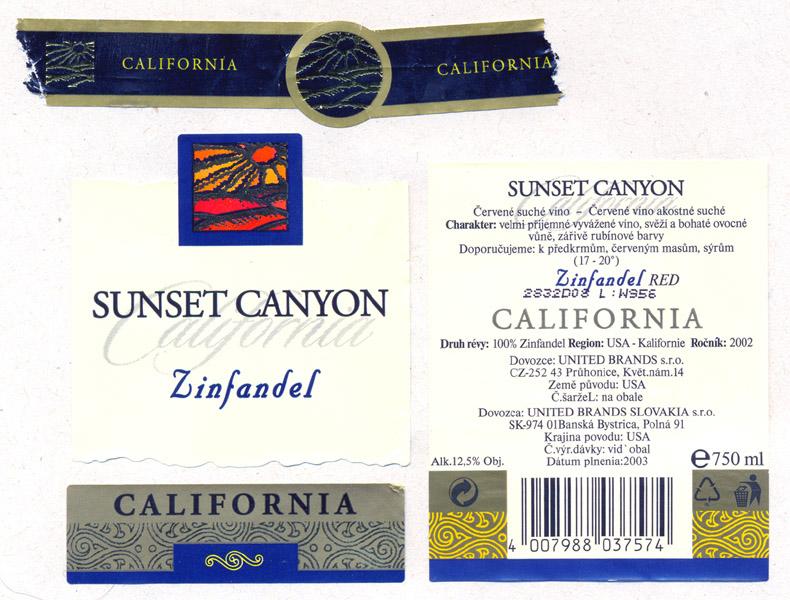 CALIFORNIA
CALIFORNIA
SUNSET CANYON
California
Zinfandel
CALIFORNIA
SUNSET CANYON
California
Červené suché víno – Červené víno akostné suché
Charakter: velmi příjemné vyvážené víno, svěží a bohaté ovocné
vůně, zářivě rubínové barvy
Doporučujeme: k předkrmům, červeným masům, sýrům
(17 - 20°)
Zinfandel RED
2832D08 L:W956
CALIFORNIA
Druh révy: 100% Zinfandel Region: USA - Kalifornie Ročník: 2002
Dovozce: UNITED BRANDS s.r.o.
CZ-252 43 Průhonice, Květ.nám.14
Země původu: USA
Č.šaržeL: na obale
Dovozca: UNITED BRANDS SLOVAKIA s.r.o.
SK-974 01Banská Bystrica, Polná 91
Krajina povodu: USA
Č.výr.dávky: vid`obal
Alk.12,5% Obj. Dátum plnenia:2003 e 750 ml
4 007988 037574